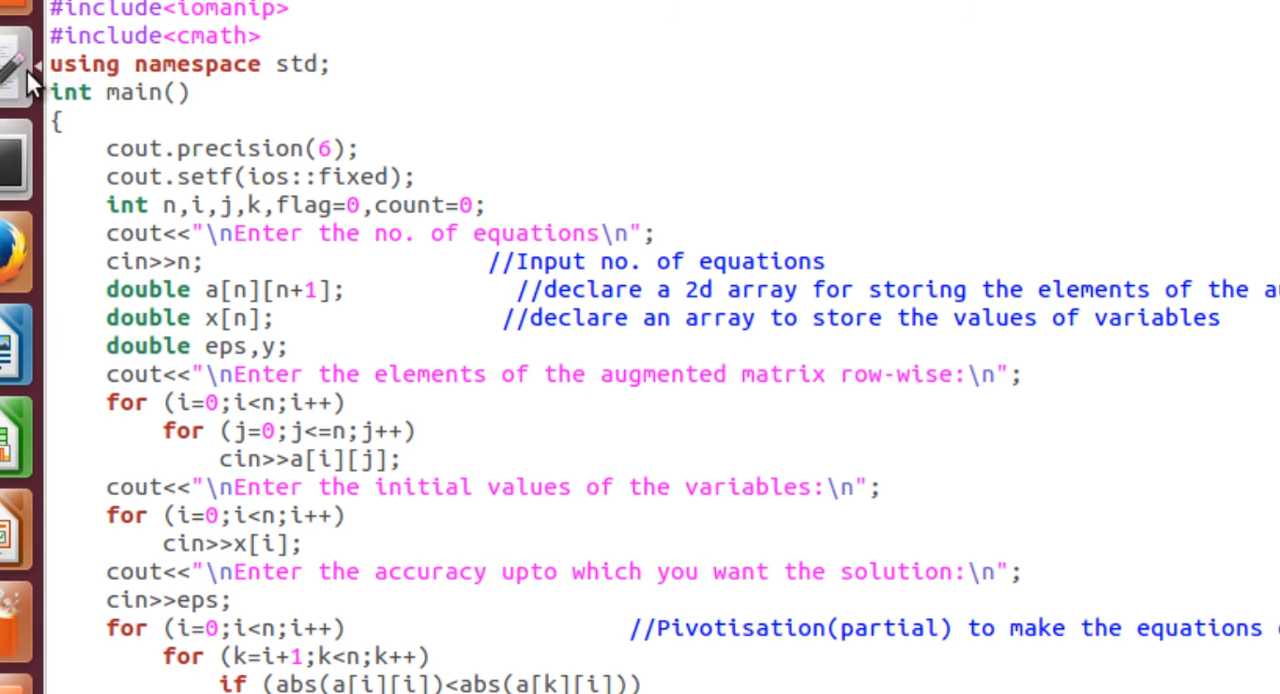 #include<iomanip>
#include<cmath>
using namespace std;
int main()
{
    cout.precision(6);
    cout.setf(ios::fixed);
    int n,i,j,k,flag=0,count=0;
    cout<<"\nEnter the no. of equations\n";
    cin>>n;                    //Input no. of equations
    double a[n][n+1];            //declare a 2d array for storing the elements of the
    double x[n];                //declare an array to store the values of variables
    double eps,y;
    cout<<"\nEnter the elements of the augmented matrix row-wise:\n";
    for (i=0;i<n;i++)
        for (j=0;j<=n;j++)
            cin>>a[i][j];
    cout<<"\nEnter the initial values of the variables:\n";
    for (i=0;i<n;i++)
        cin>>x[i];
    cout<<"\nEnter the accuracy upto which you want the solution:\n";
    cin>>eps;
    for (i=0;i<n;i++)                    //Pivotisation(partial) to make the equations
        for (k=i+1;k<n;k++)
            if (abs(a[i][i])<abs(a[k][i]))